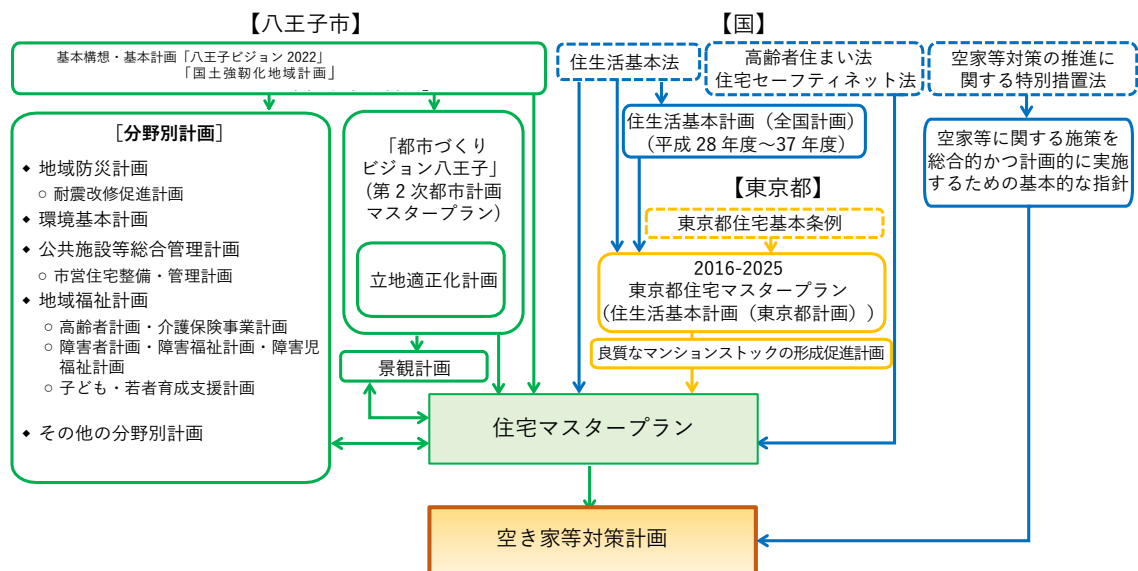 【八王子市】
基本構想・基本計画「八王子ビジョン 2022」
「国土強靭化地域計画」
［分野別計画］
◆ 地域防災計画
○ 耐震改修促進計画
◆ 環境基本計画
◆ 公共施設等総合管理計画
○ 市営住宅整備・管理計画
◆ 地域福祉計画
○ 高齢者計画・介護保険事業計画
○ 障害者計画・障害福祉計画・障害児
福祉計画
○ 子ども・若者育成支援計画
◆ その他の分野別計画
「都市づくり
ビジョン八王子」
(第 2 次都市計画
マスタープラン)
立地適正化計画
景観計画
【国】
住生活基本法
高齢者住まい法
住宅セーフティネット法
空家等対策の推進に
関する特別措置法
住生活基本計画（全国計画）
（平成 28 年度～37 年度）
空家等に関する施策を
総合的かつ計画的に実施
するための基本的な指針
【東京都】
東京都住宅基本条例
2016-2025
東京都住宅マスタープラン
（住生活基本計画（東京都計画））
良質なマンションストックの形成促進計画
住宅マスタープラン
空き家等対策計画